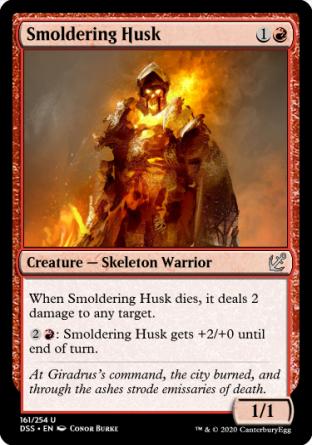 Smoldering Husk 1R
Creature — Skeleton Warrior
When Smoldering Husk dies, it deals 2
damage to any target.
2 R: Smoldering Husk gets +2/+0 until
end of turn.
At Giradrus's command, the city burned, and
through the ashes strode emissaries of death.
1/1
161/254 U
DSS • EN CONOR BURKE
™ & © 2020 CanterburyEgg